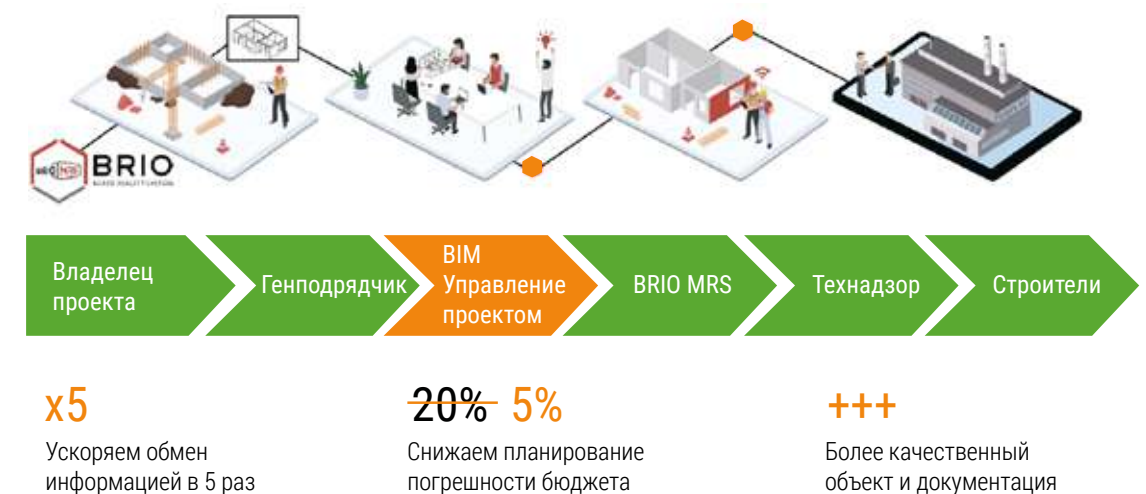 BRIO
Владелец
проекта
Генподрядчик
BIM
Управление
проектом
BRIO MRS
Технадзор
Строители
x5
Ускоряем обмен
информацией в 5 раз
20% 5%
Снижаем планирование
погрешности бюджета
+++
Более качественный
объект и документация